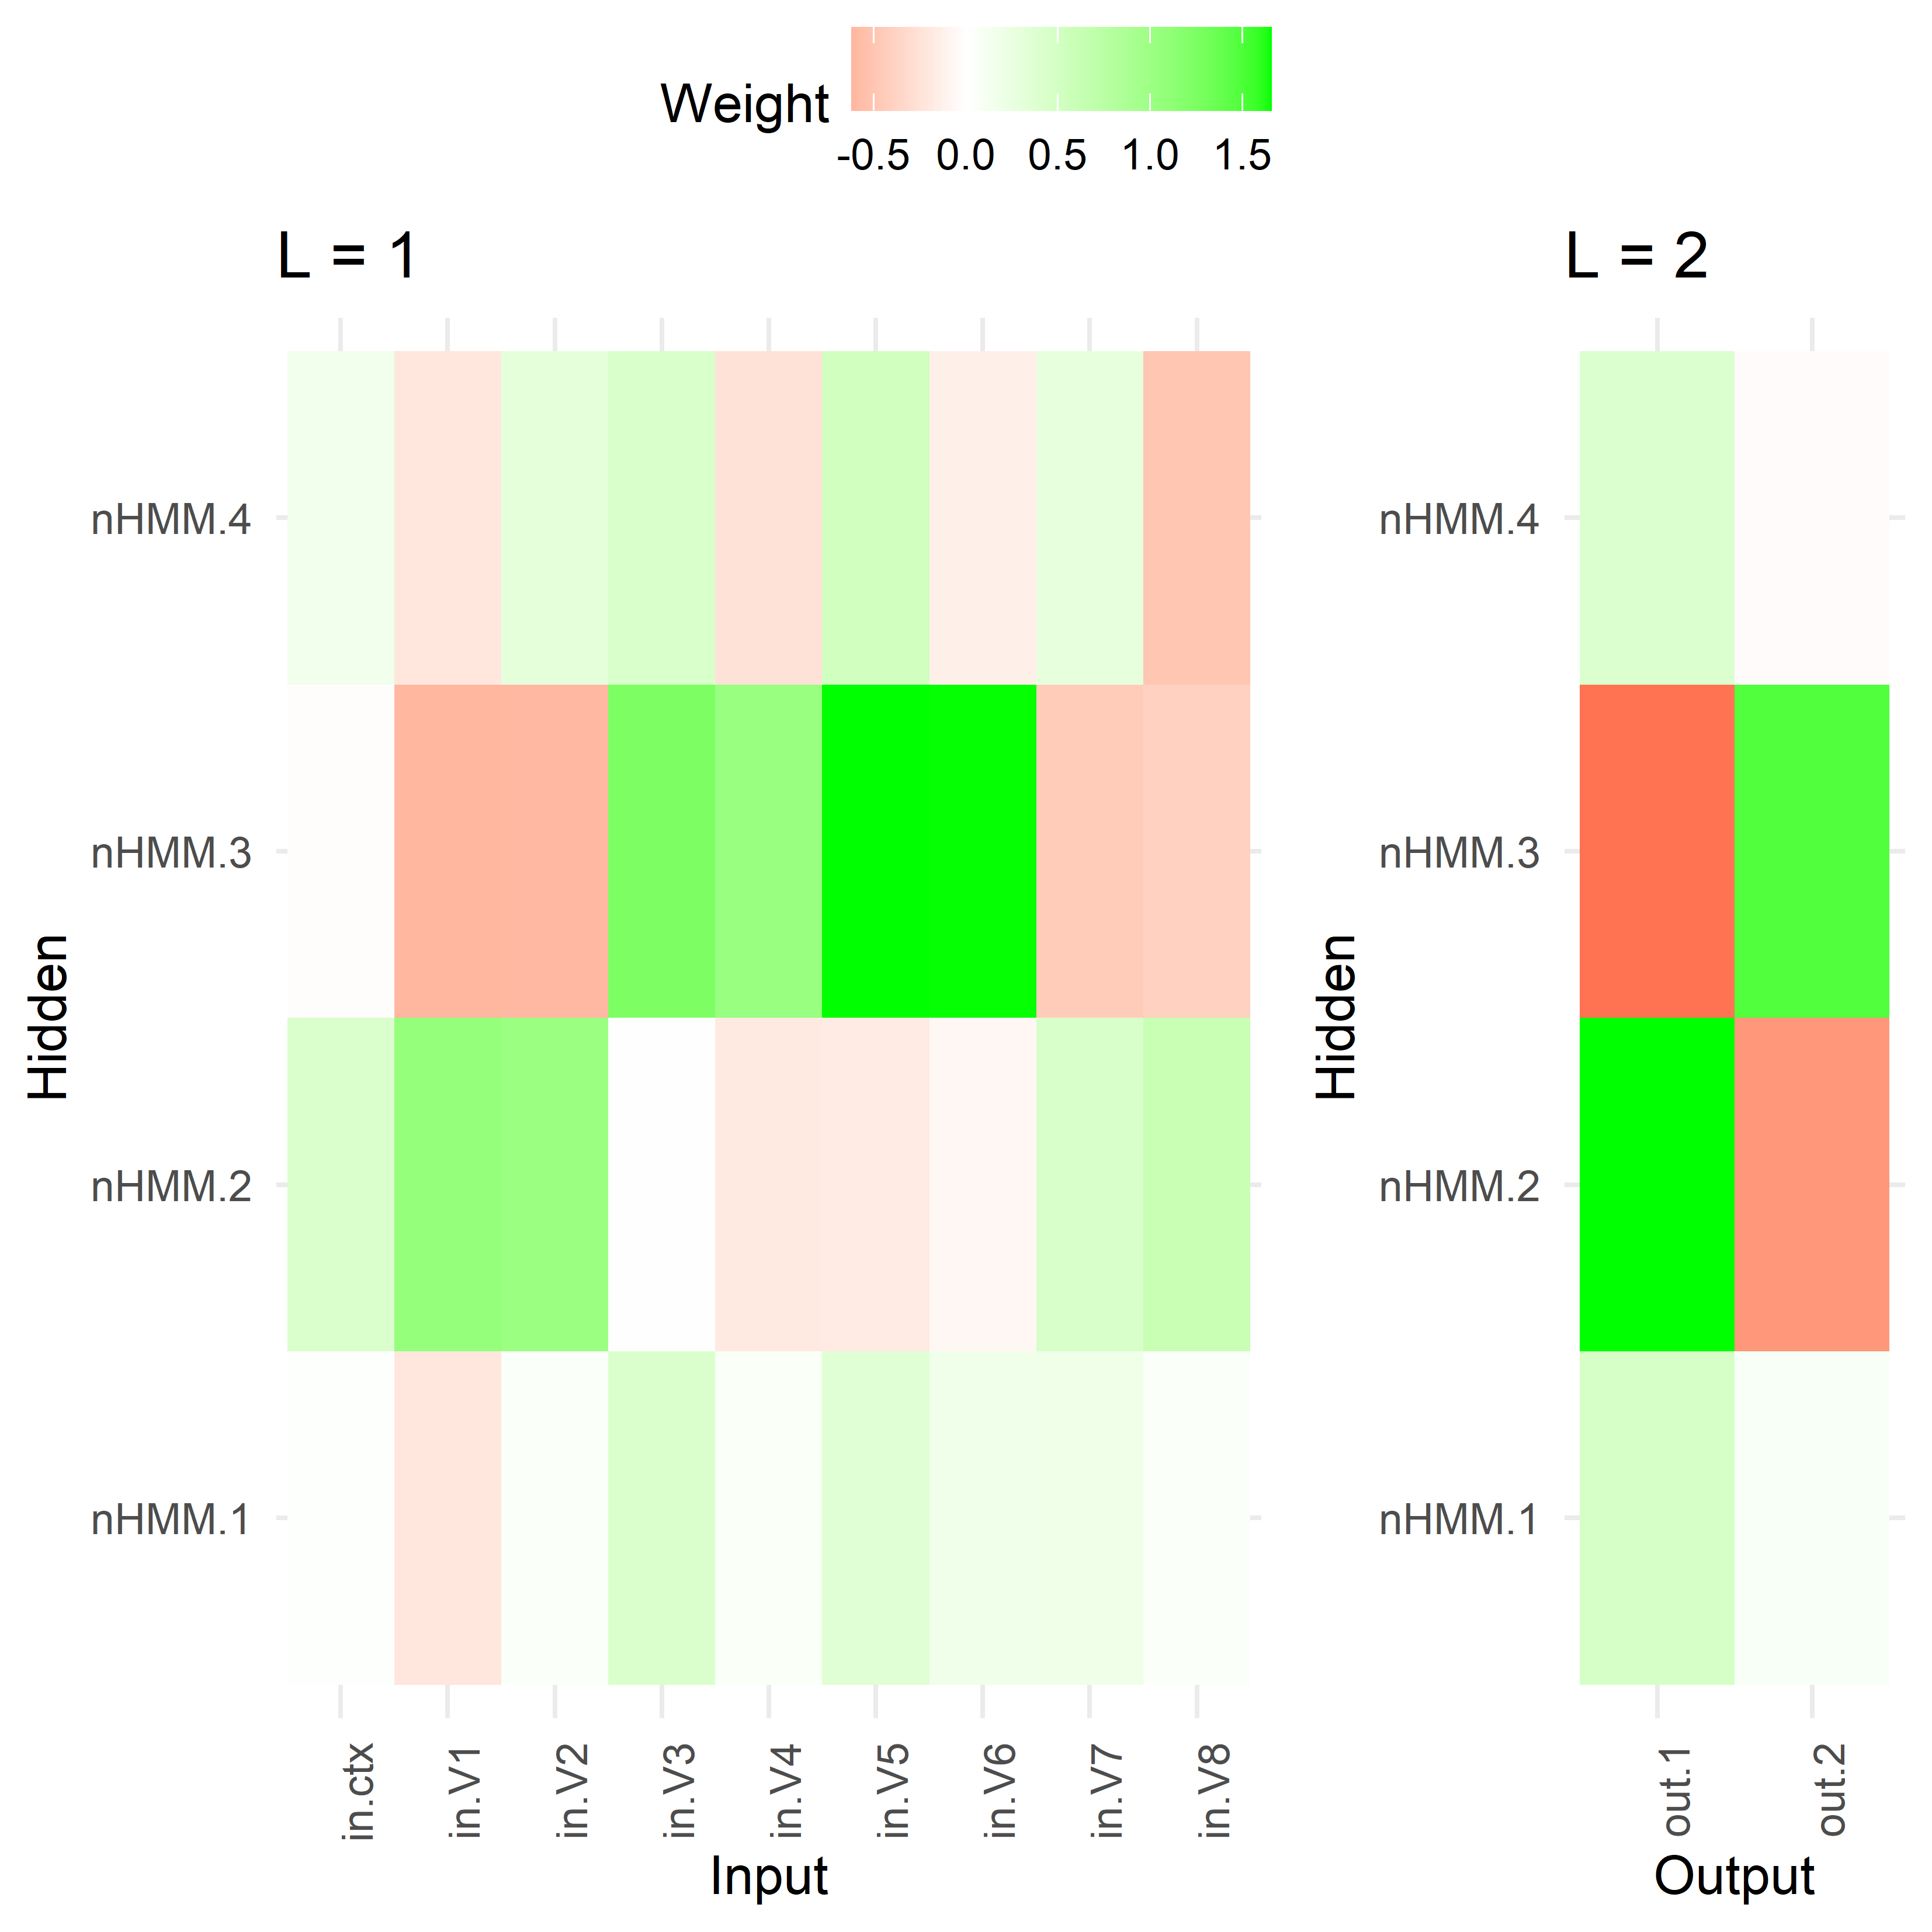 Weight
-0.5 0.0 0.5 1.0 1.5
L = 1
nHMM.4
nHMM.3
nHMM.2
nHMM.1
Hidden
in.ctx in.V1 in.V2 in.V3 in.V4 in.V5 in.V6 in.V7 in.V8
Input
L = 2
nHMM.4
nHMM.3
nHMM.2
nHMM.1
Hidden
out.1 out.2
Output